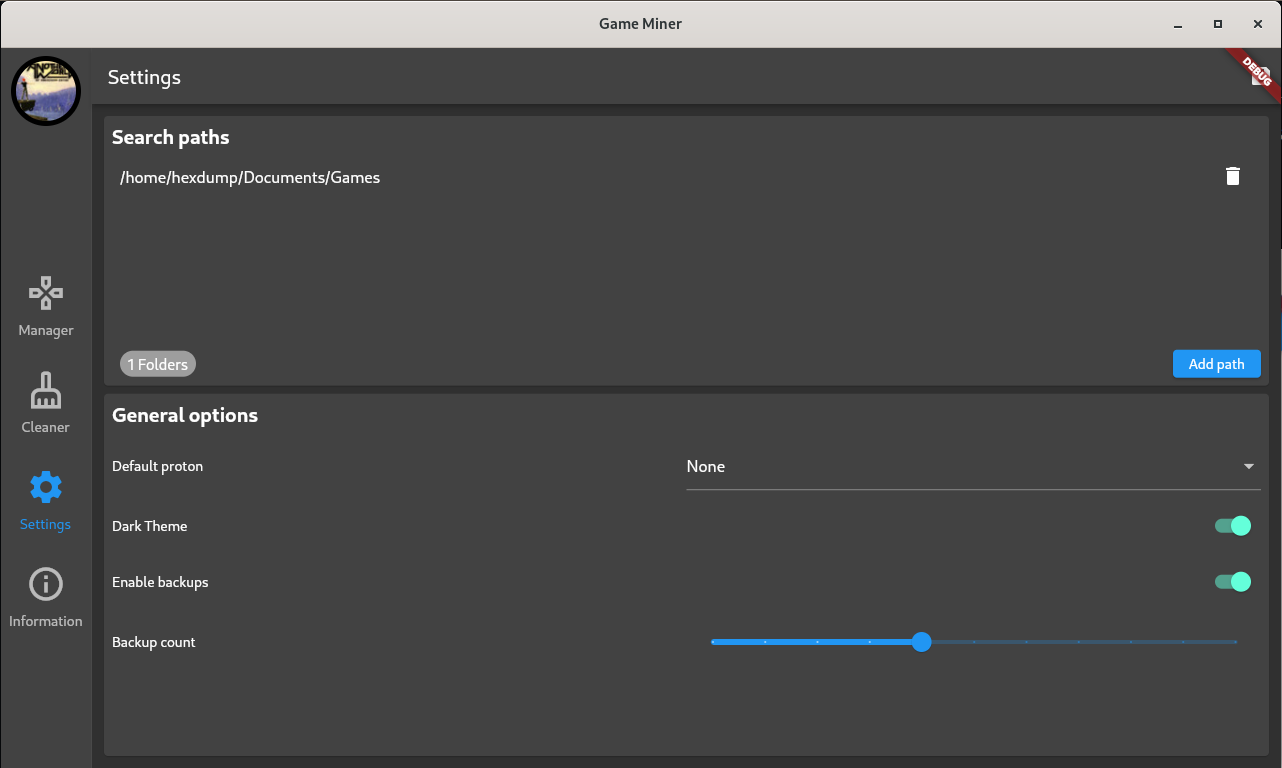 Game Miner
Settings
DEBUG
Search paths
/home/hexdump/Documents/Games
1 Folders
Add path
Manager
Cleaner
Settings
Information
General options
Default proton
None
Dark Theme
Enable backups
Backup count